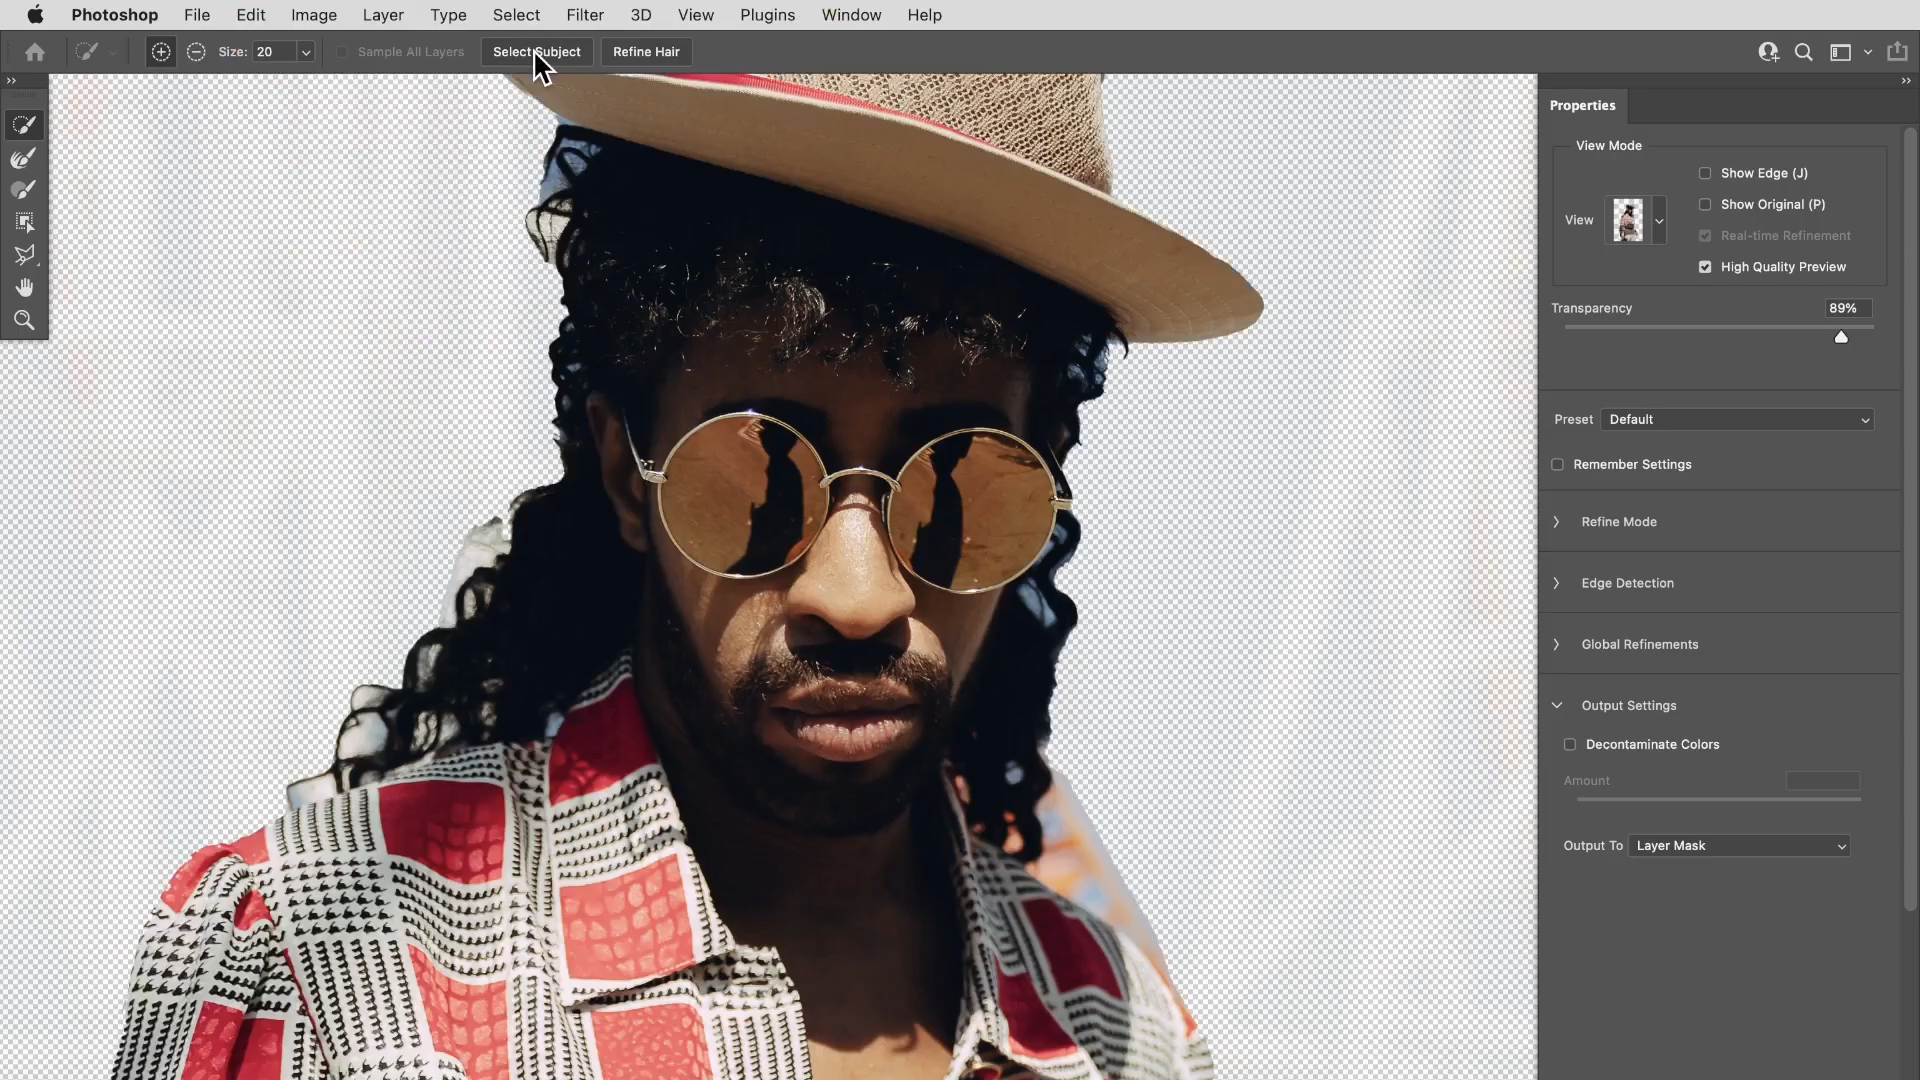 Photoshop File Edit Image Layer Type Select Filter 3D View Plugins Window Help
Size: 20 Sample All Layers Select Subject Refine Hair
Properties
View Mode
Show Edge (J)
Show Original (P)
View
Real-time Refinement
High Quality Preview
Transparency 89%
Preset Default
Remember Settings
Refine Mode
Edge Detection
Global Refinements
Output Settings
Decontaminate Colors
Amount
Output To Layer Mask